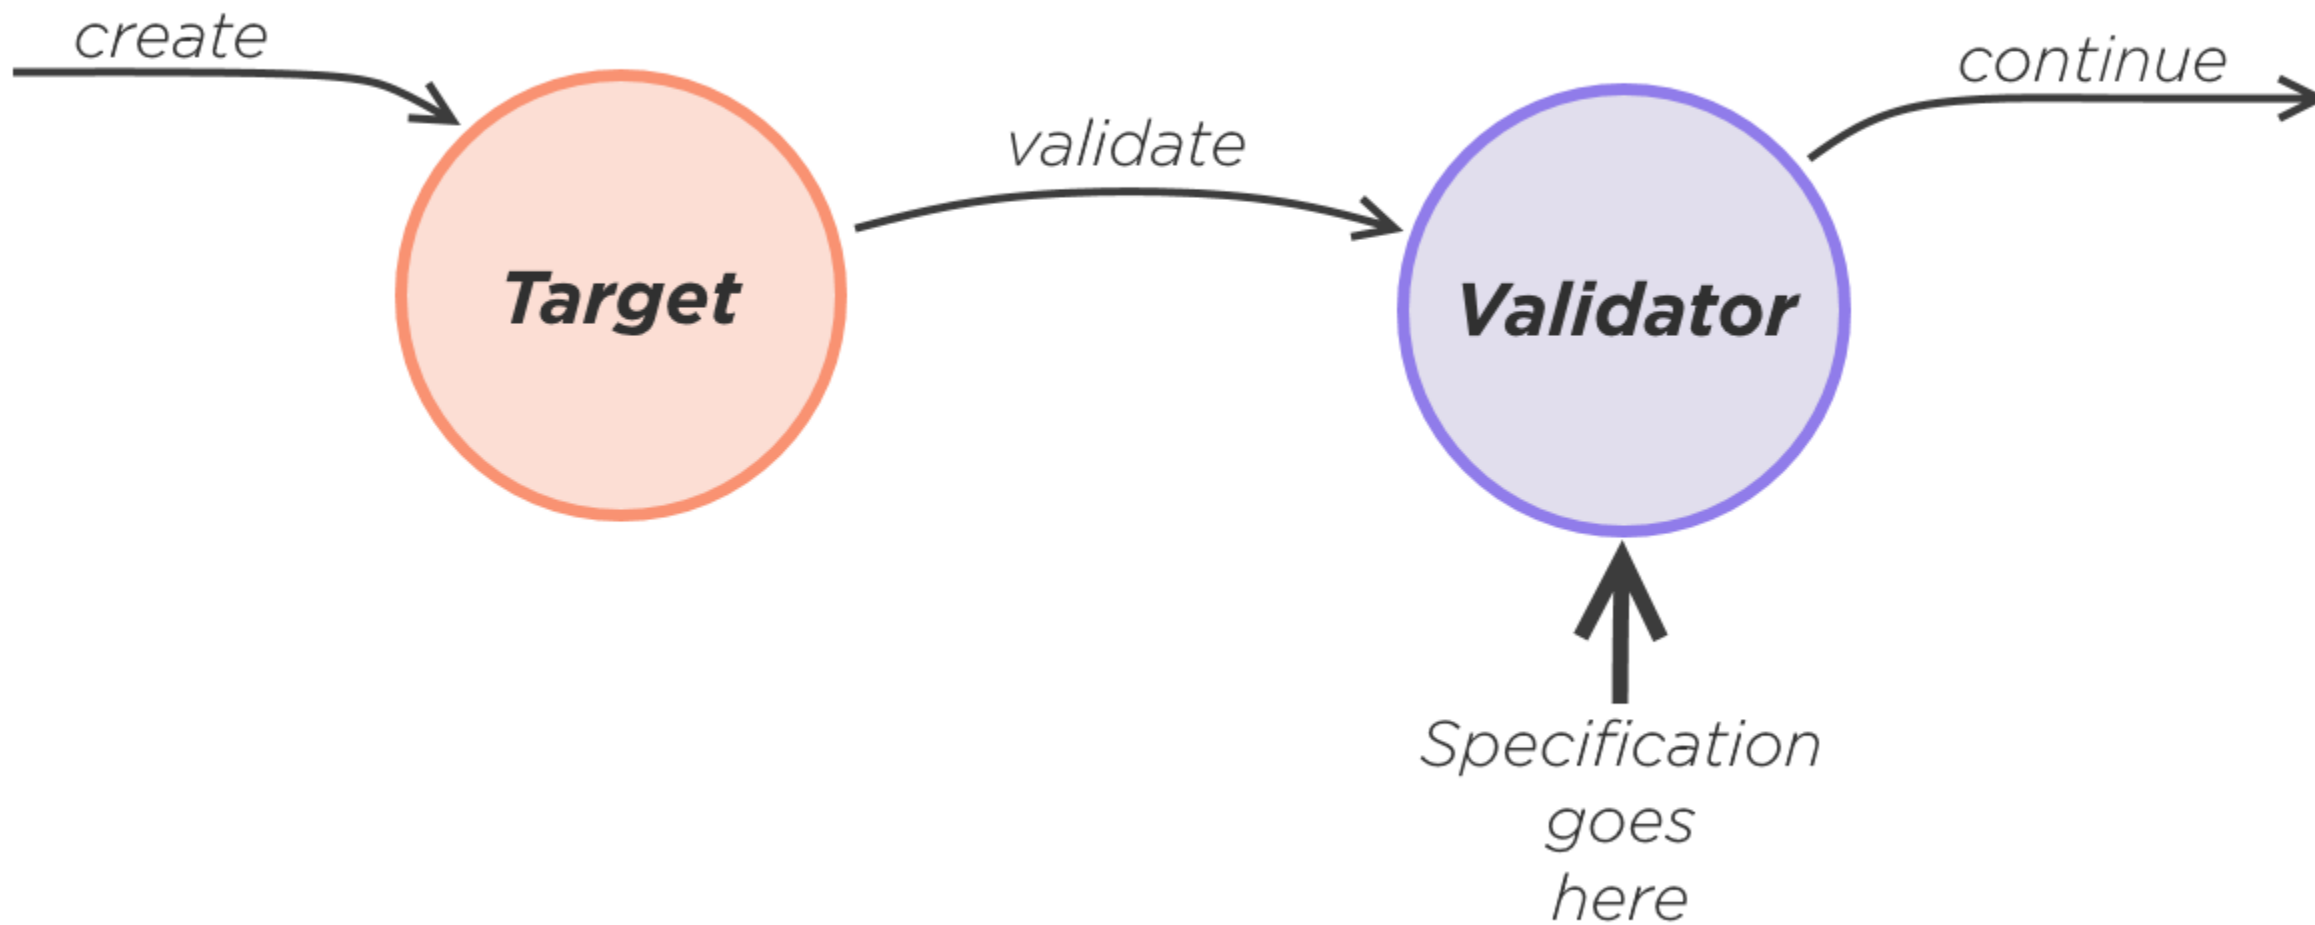 create
continue
validate
Target
Validator
Specification
goes
here